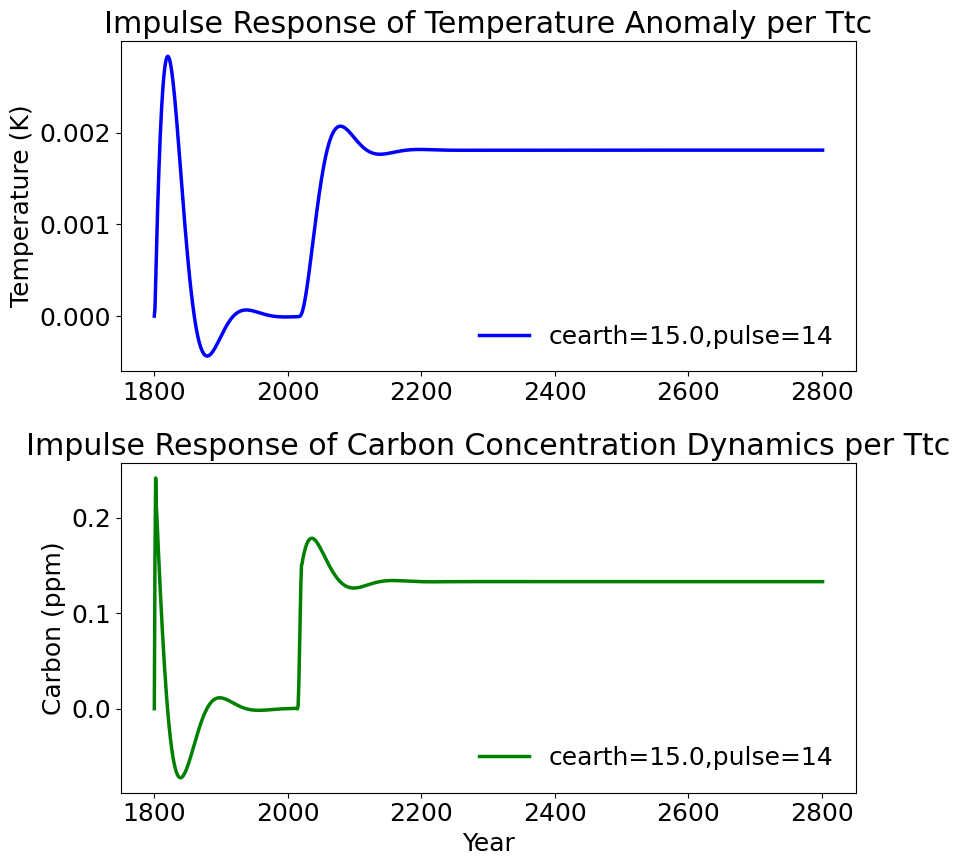 Impulse Response of Temperature Anomaly per Ttc
Temperature (K)
0.002
0.001
0.000
cearth=15.0,pulse=14
1800 2000 2200 2400 2600 2800
Impulse Response of Carbon Concentration Dynamics per Ttc
Carbon (ppm)
0.2
0.1
0.0
cearth=15.0,pulse=14
1800 2000 2200 2400 2600 2800
Year